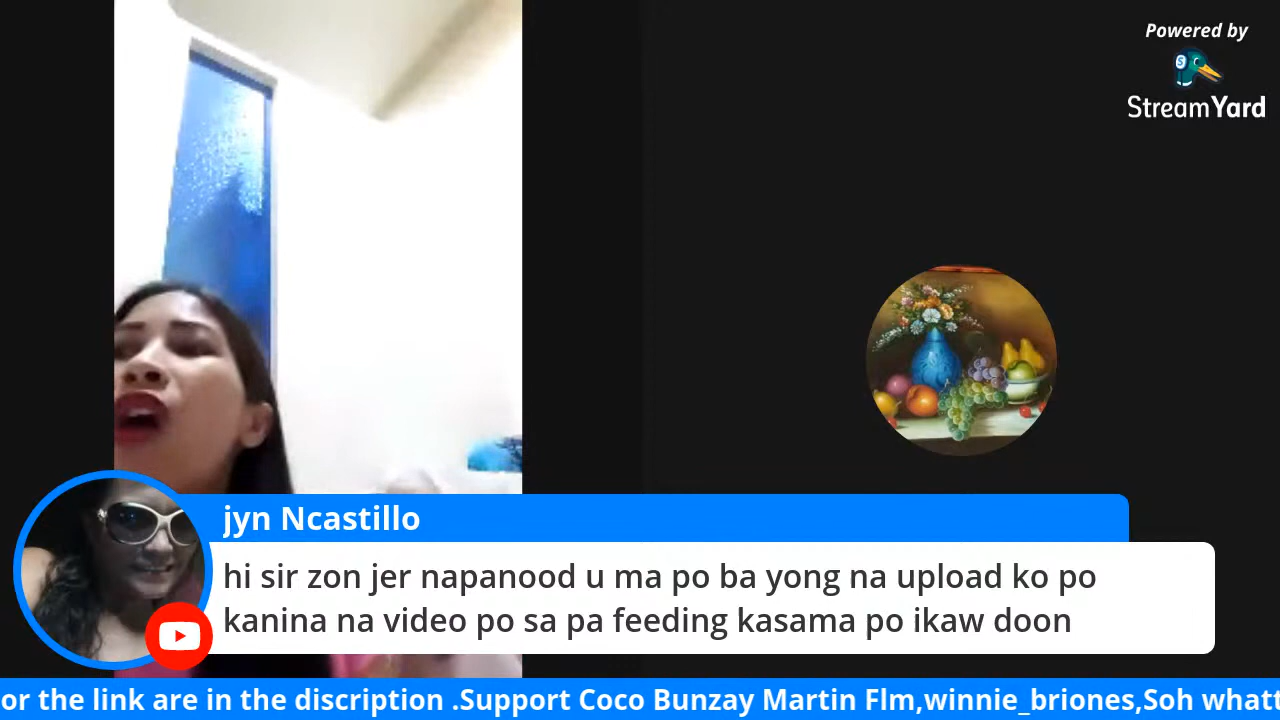 Powered by
StreamYard
jyn Ncastillo
hi sir zon jer napanood u ma po ba yong na upload ko po
kanina na video po sa pa feeding kasama po ikaw doon
or the link are in the discription .Support Coco Bunzay Martin Flm,winnie_briones,Soh whatt